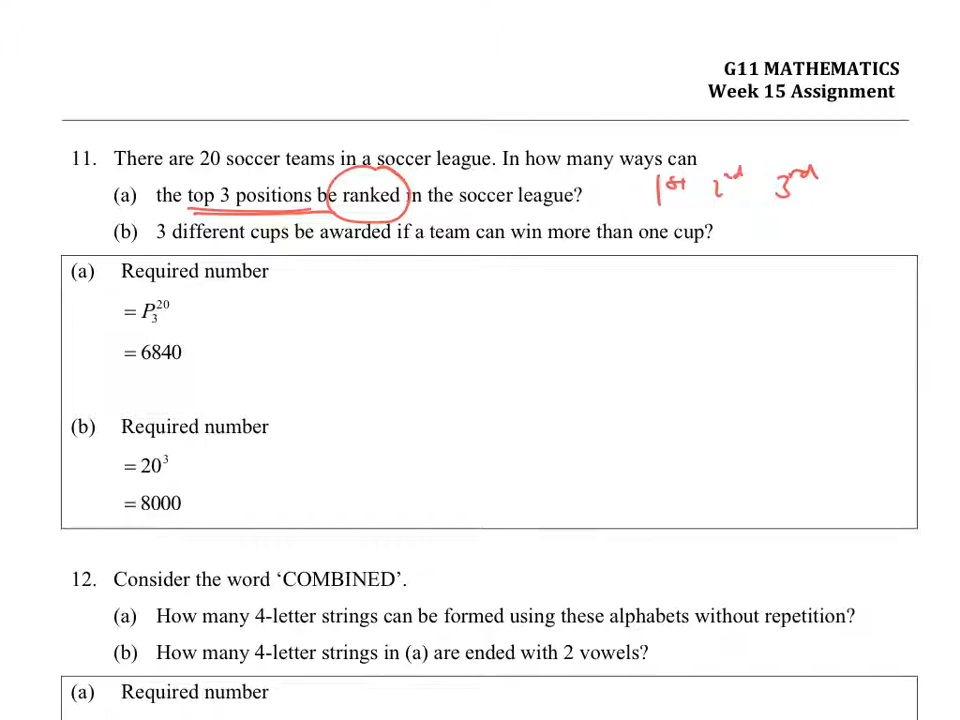 G11 MATHEMATICS
Week 15 Assignment
11. There are 20 soccer teams in a soccer league. In how many ways can
(a) the top 3 positions be ranked in the soccer league?
1st 2nd 3rd
(b) 3 different cups be awarded if a team can win more than one cup?
(a) Required number
= P₃²⁰
= 6840
(b) Required number
= 20³
= 8000
12. Consider the word ‘COMBINED’.
(a) How many 4-letter strings can be formed using these alphabets without repetition?
(b) How many 4-letter strings in (a) are ended with 2 vowels?
(a) Required number